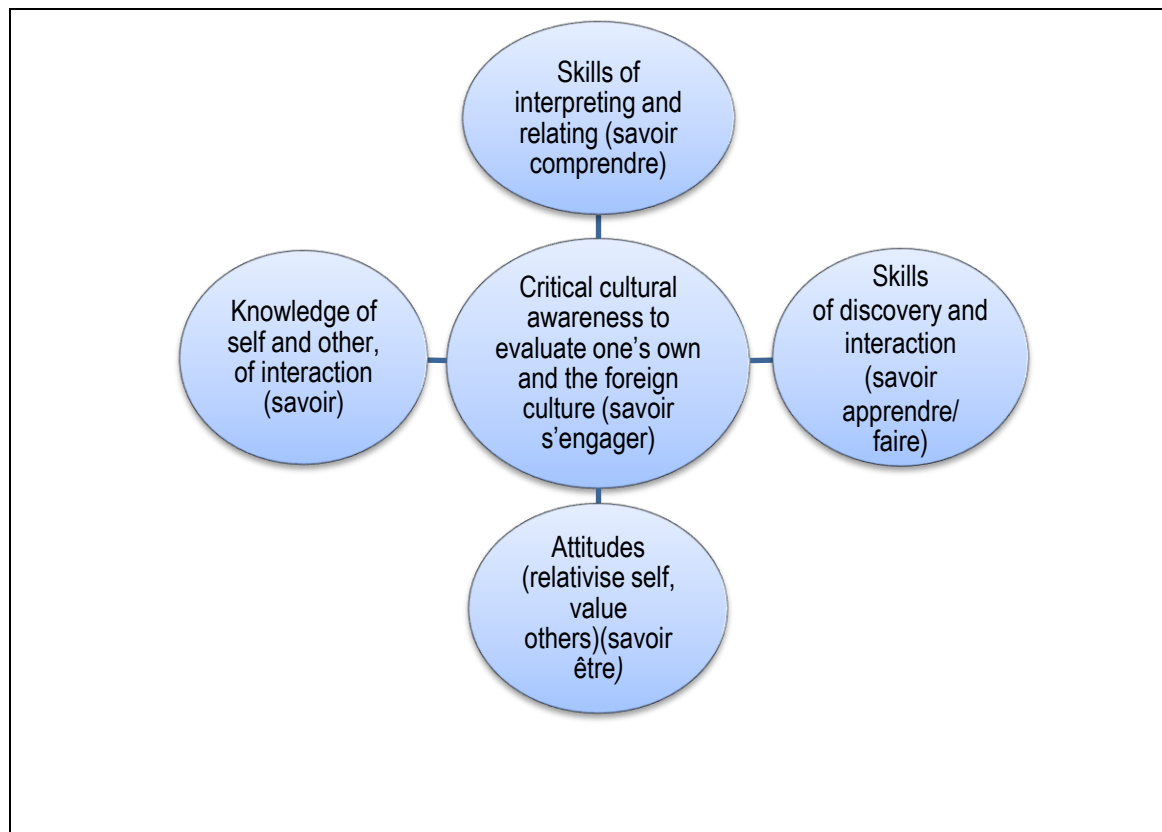 Skills of
interpreting and
relating (savoir
comprendre)
Knowledge of
self and other,
of interaction
(savoir)
Critical cultural
awareness to
evaluate one’s own
and the foreign
culture (savoir
s’engager)
Skills
of discovery and
interaction
(savoir
apprendre/
faire)
Attitudes
(relativise self,
value
others)(savoir
être)